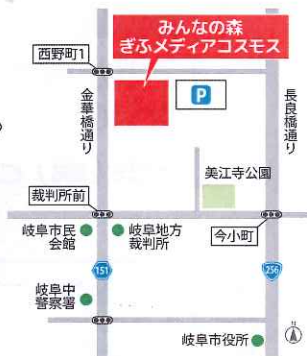 みんなの森
ぎふメディアコスモス
西野町1
P
金華橋通り
長良橋通り
美江寺公園
裁判所前
岐阜市民
会館
岐阜地方
裁判所
今小町
151
256
岐阜中
警察署
岐阜市役所